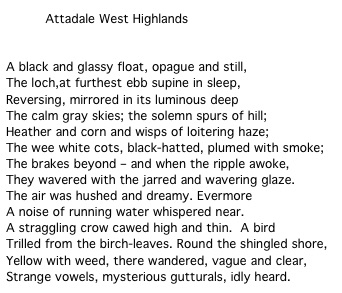 Attadale West Highlands
A black and glassy float, opague and still,
The loch,at furthest ebb supine in sleep,
Reversing, mirrored in its luminous deep
The calm gray skies; the solemn spurs of hill;
Heather and corn and wisps of loitering haze;
The wee white cots, black-hatted, plumed with smoke;
The brakes beyond – and when the ripple awoke,
They wavered with the jarred and wavering glaze.
The air was hushed and dreamy. Evermore
A noise of running water whispered near.
A straggling crow cawed high and thin.  A bird
Trilled from the birch-leaves. Round the shingled shore,
Yellow with weed, there wandered, vague and clear,
Strange vowels, mysterious gutturals, idly heard.